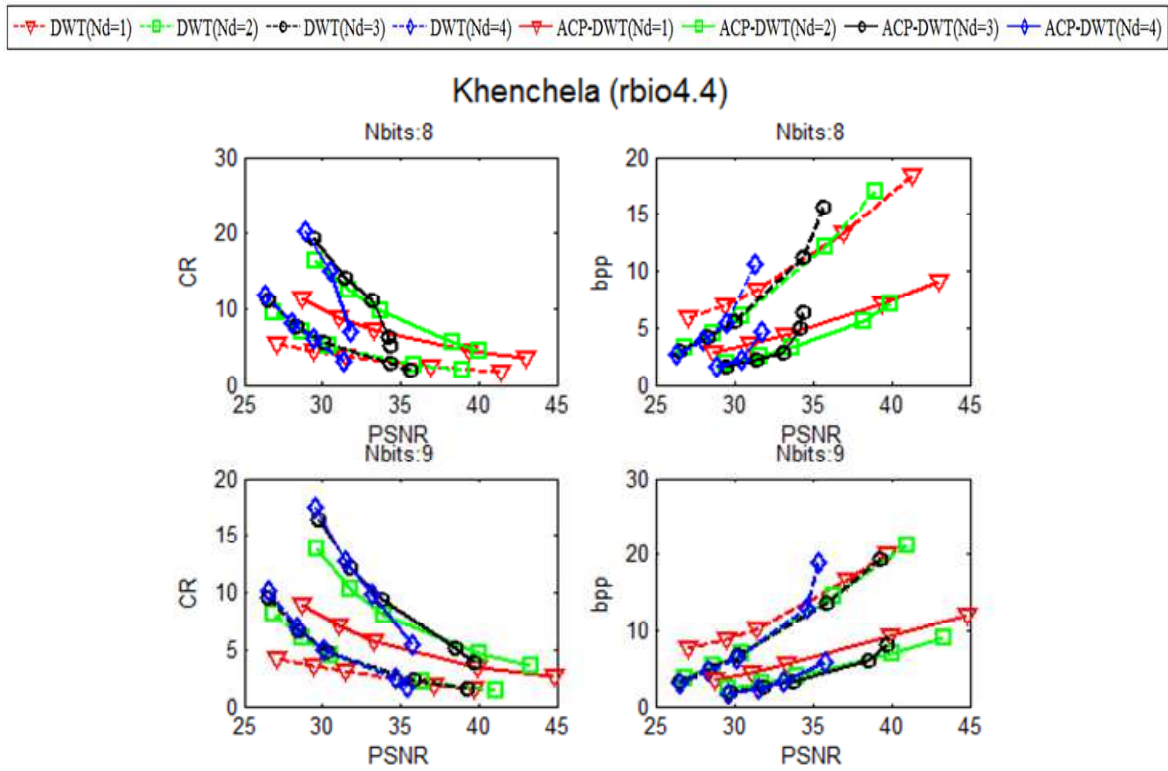 DWT(Nd=1) DWT(Nd=2) DWT(Nd=3) DWT(Nd=4) ACP-DWT(Nd=1) ACP-DWT(Nd=2) ACP-DWT(Nd=3) ACP-DWT(Nd=4)
Khenchela (rbio4.4)
Nbits:8
30
20
10
0
CR
25 30 35 40 45
PSNR
Nbits:8
20
15
10
5
0
bpp
25 30 35 40 45
PSNR
Nbits:9
20
15
10
5
0
CR
25 30 35 40 45
PSNR
Nbits:9
30
20
10
0
bpp
25 30 35 40 45
PSNR